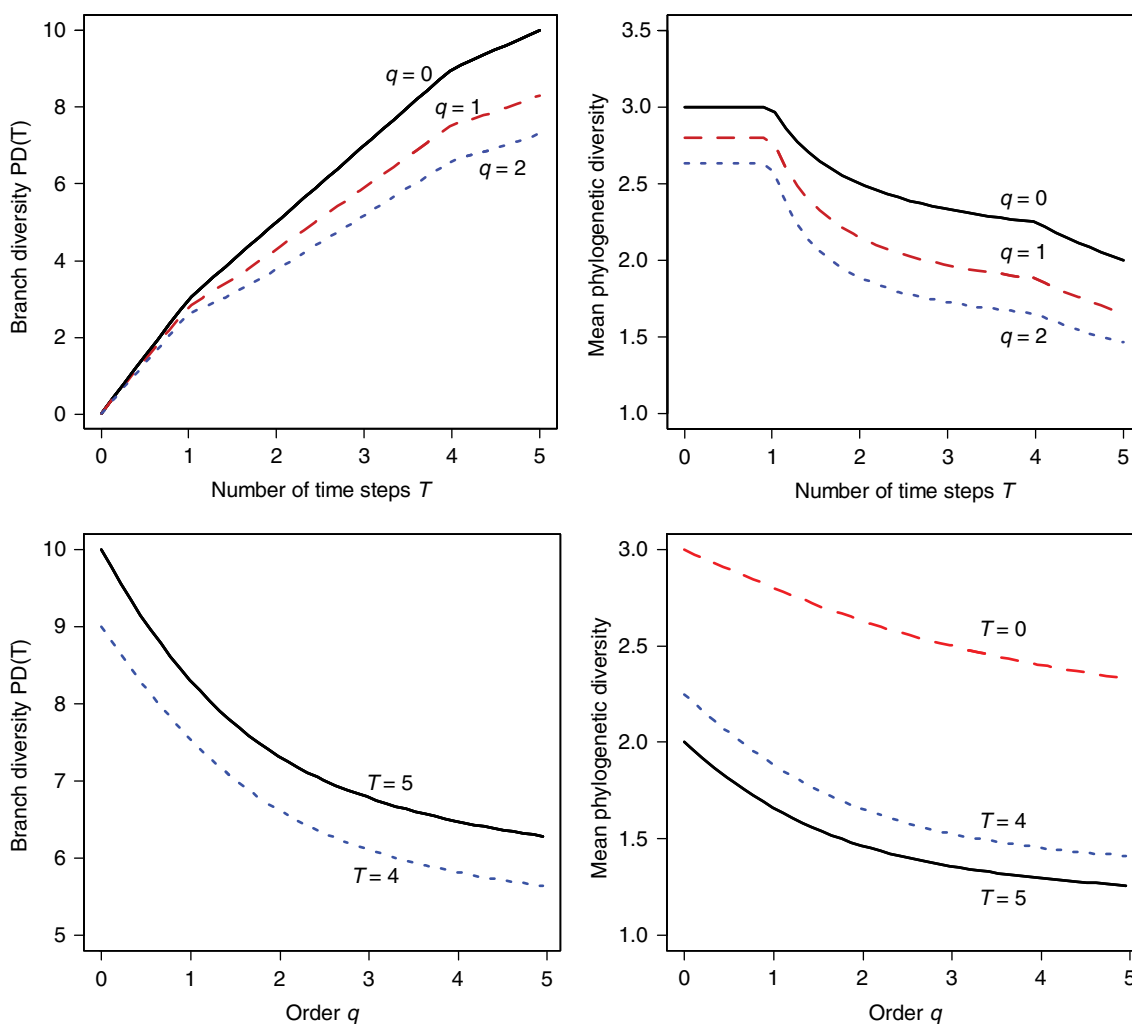 Branch diversity PD(T)
10
8
6
4
2
0
q = 0
q = 1
q = 2
0 1 2 3 4 5
Number of time steps T
Mean phylogenetic diversity
3.5
3.0
2.5
2.0
1.5
1.0
q = 0
q = 1
q = 2
0 1 2 3 4 5
Number of time steps T
Branch diversity PD(T)
10
9
8
7
6
5
T = 5
T = 4
0 1 2 3 4 5
Order q
Mean phylogenetic diversity
3.0
2.5
2.0
1.5
1.0
T = 0
T = 4
T = 5
0 1 2 3 4 5
Order q